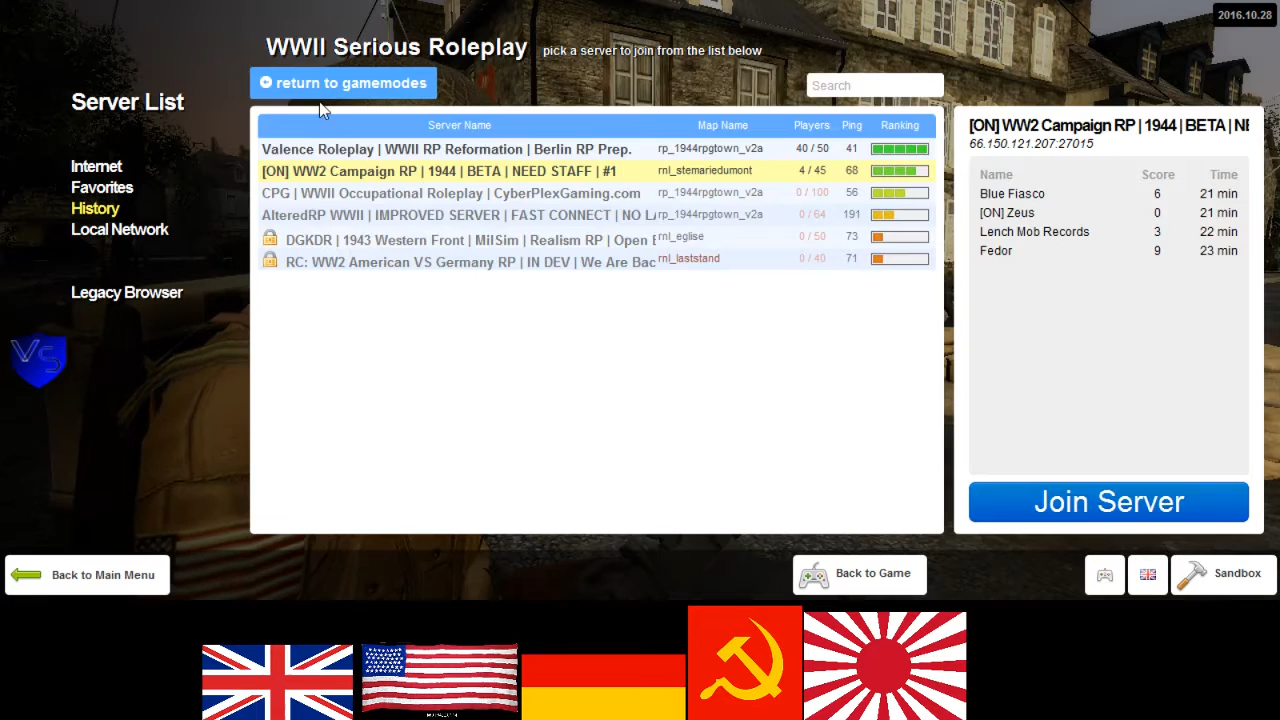 2016.10.28
WWII Serious Roleplay pick a server to join from the list below
return to gamemodes
Search
Server List
Internet
Favorites
History
Local Network
Legacy Browser
VS
Server Name Map Name Players Ping Ranking
Valence Roleplay | WWII RP Reformation | Berlin RP Prep. rp_1944rpgtown_v2a 40 / 50 41
[ON] WW2 Campaign RP | 1944 | BETA | NEED STAFF | #1 rnl_stemariedumont 4 / 45 68
CPG | WWII Occupational Roleplay | CyberPlexGaming.com rp_1944rpgtown_v2a 0 / 100 56
AlteredRP WWII | IMPROVED SERVER | FAST CONNECT | NO L rp_1944rpgtown_v2a 0 / 64 191
DGKDR | 1943 Western Front | MilSim | Realism RP | Open E rnl_eglise 0 / 50 73
RC: WW2 American VS Germany RP | IN DEV | We Are Bac rnl_laststand 0 / 40 71
[ON] WW2 Campaign RP | 1944 | BETA | NE
66.150.121.207:27015
Name Score Time
Blue Fiasco 6 21 min
[ON] Zeus 0 21 min
Lench Mob Records 3 22 min
Fedor 9 23 min
Join Server
Back to Main Menu
Back to Game
Sandbox